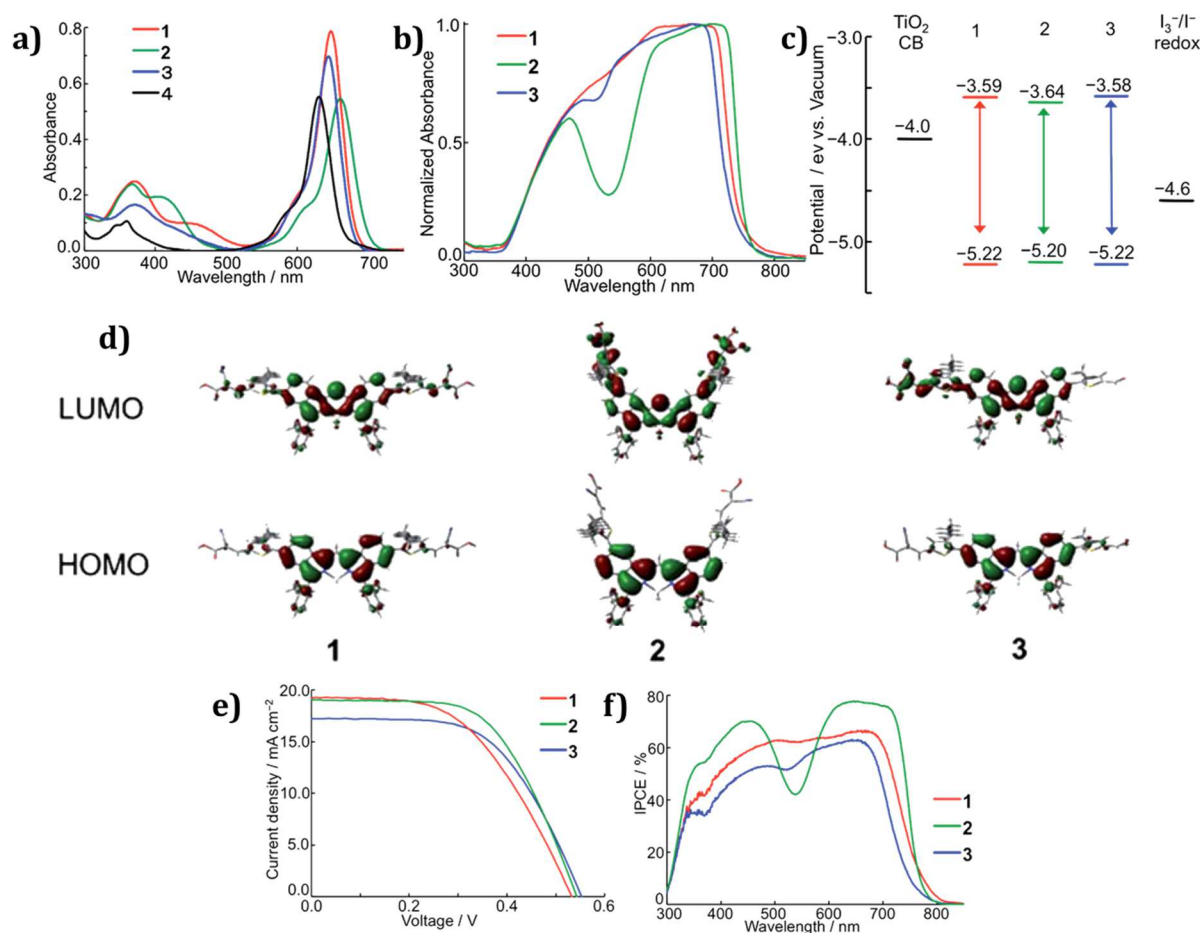 a)
1
2
3
4
Absorbance
0.8
0.6
0.4
0.2
0.0
300 400 500 600 700
Wavelength / nm
b)
1
2
3
Normalized Absorbance
1.0
0.5
0
300 400 500 600 700 800
Wavelength / nm
c)
TiO₂
CB
1 2 3
I₃⁻/I⁻
redox
Potential / ev vs. Vacuum
−3.0
−4.0
−5.0
−4.0
−3.59 −3.64 −3.58
−4.6
−5.22 −5.20 −5.22
d)
LUMO
HOMO
1 2 3
e)
1
2
3
Current density / mA cm⁻²
20.0
15.0
10.0
5.0
0.0
0.0 0.2 0.4 0.6
Voltage / V
f)
1
2
3
IPCE / %
80
60
40
20
0
300 400 500 600 700 800
Wavelength / nm